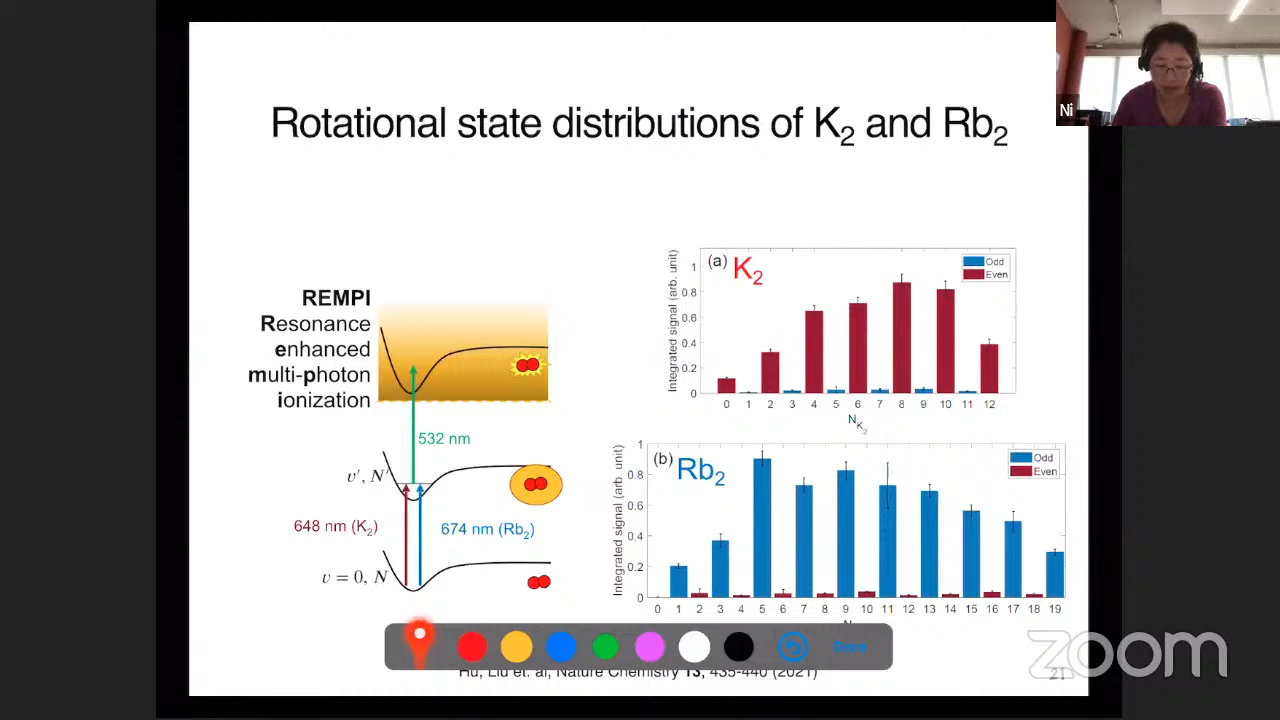 Ni
Rotational state distributions of K2 and Rb2
REMPI
Resonance
enhanced
multi-photon
ionization
532 nm
v', N'
648 nm (K2)
674 nm (Rb2)
v = 0, N
(a) K2
Odd
Even
Integrated signal (arb. unit)
1
0.8
0.6
0.4
0.2
0
0 1 2 3 4 5 6 7 8 9 10 11 12
NK2
(b) Rb2
Odd
Even
Integrated signal (arb. unit)
1
0.8
0.6
0.4
0.2
0
0 1 2 3 4 5 6 7 8 9 10 11 12 13 14 15 16 17 18 19
Done
Hu, Liu et. al, Nature Chemistry 13, 435-440 (2021)
zoom
21